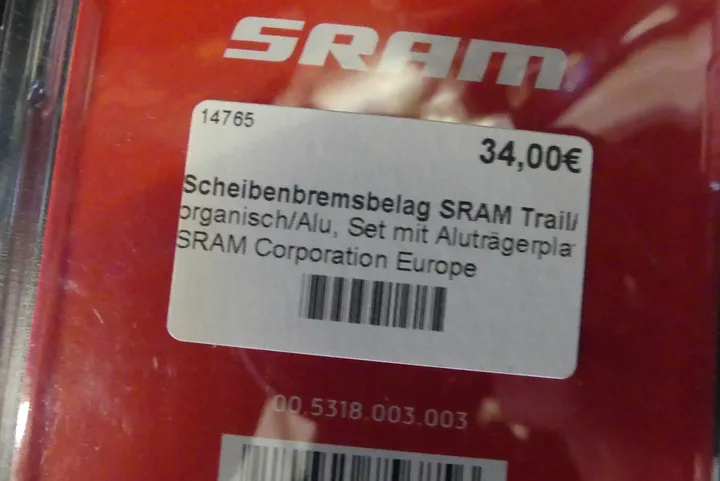 SRAM
14765
34,00€
Scheibenbremsbelag SRAM Trail/
organisch/Alu, Set mit Aluträgerpla
SRAM Corporation Europe
00.5318.003.003